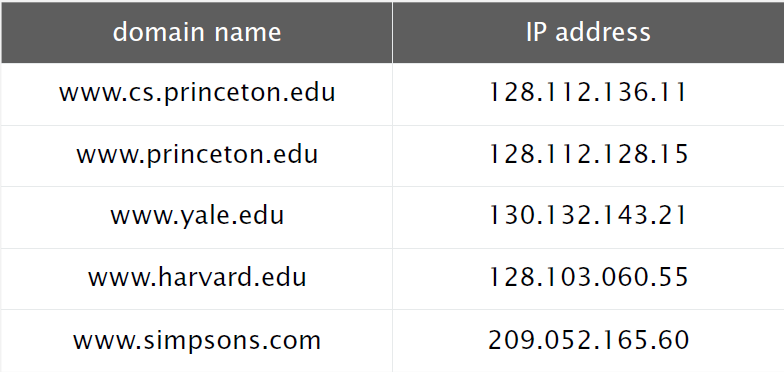 domain name IP address
www.cs.princeton.edu 128.112.136.11
www.princeton.edu 128.112.128.15
www.yale.edu 130.132.143.21
www.harvard.edu 128.103.060.55
www.simpsons.com 209.052.165.60